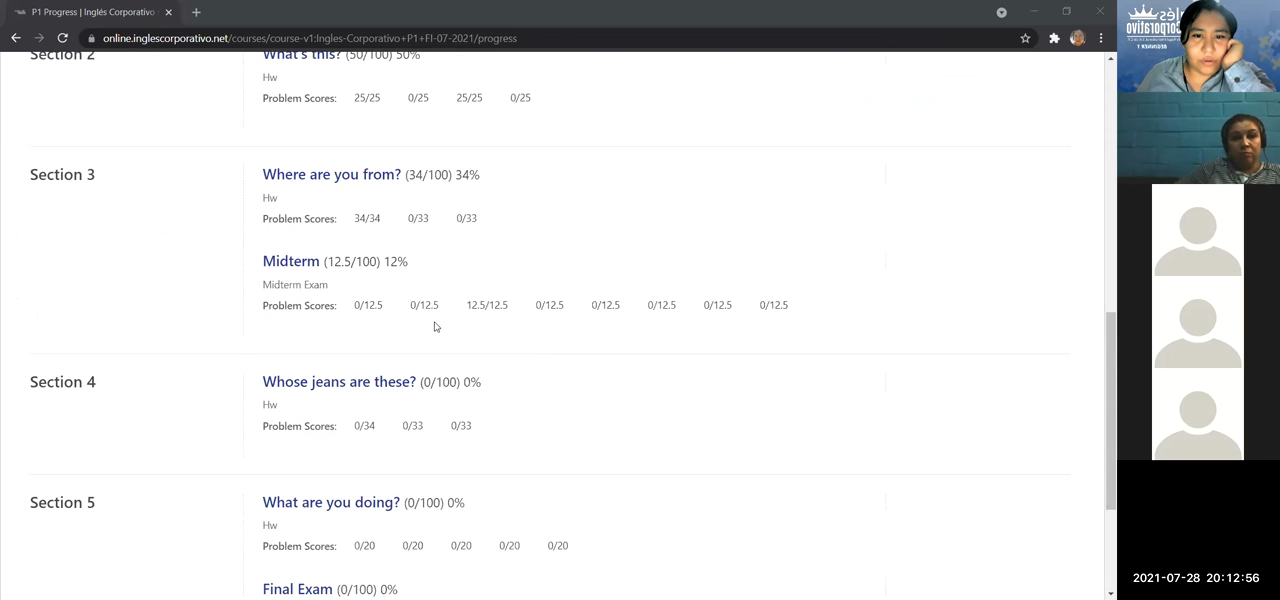 P1 Progress | Inglés Corporativo
online.inglescorporativo.net/courses/course-v1:Ingles-Corporativo+P1+FI-07-2021/progress
Section 2
What's this? (50/100) 50%
Hw
Problem Scores: 25/25 0/25 25/25 0/25
Section 3
Where are you from? (34/100) 34%
Hw
Problem Scores: 34/34 0/33 0/33
Midterm (12.5/100) 12%
Midterm Exam
Problem Scores: 0/12.5 0/12.5 12.5/12.5 0/12.5 0/12.5 0/12.5 0/12.5 0/12.5
Section 4
Whose jeans are these? (0/100) 0%
Hw
Problem Scores: 0/34 0/33 0/33
Section 5
What are you doing? (0/100) 0%
Hw
Problem Scores: 0/20 0/20 0/20 0/20 0/20
Final Exam (0/100) 0%
2021-07-28 20:12:56